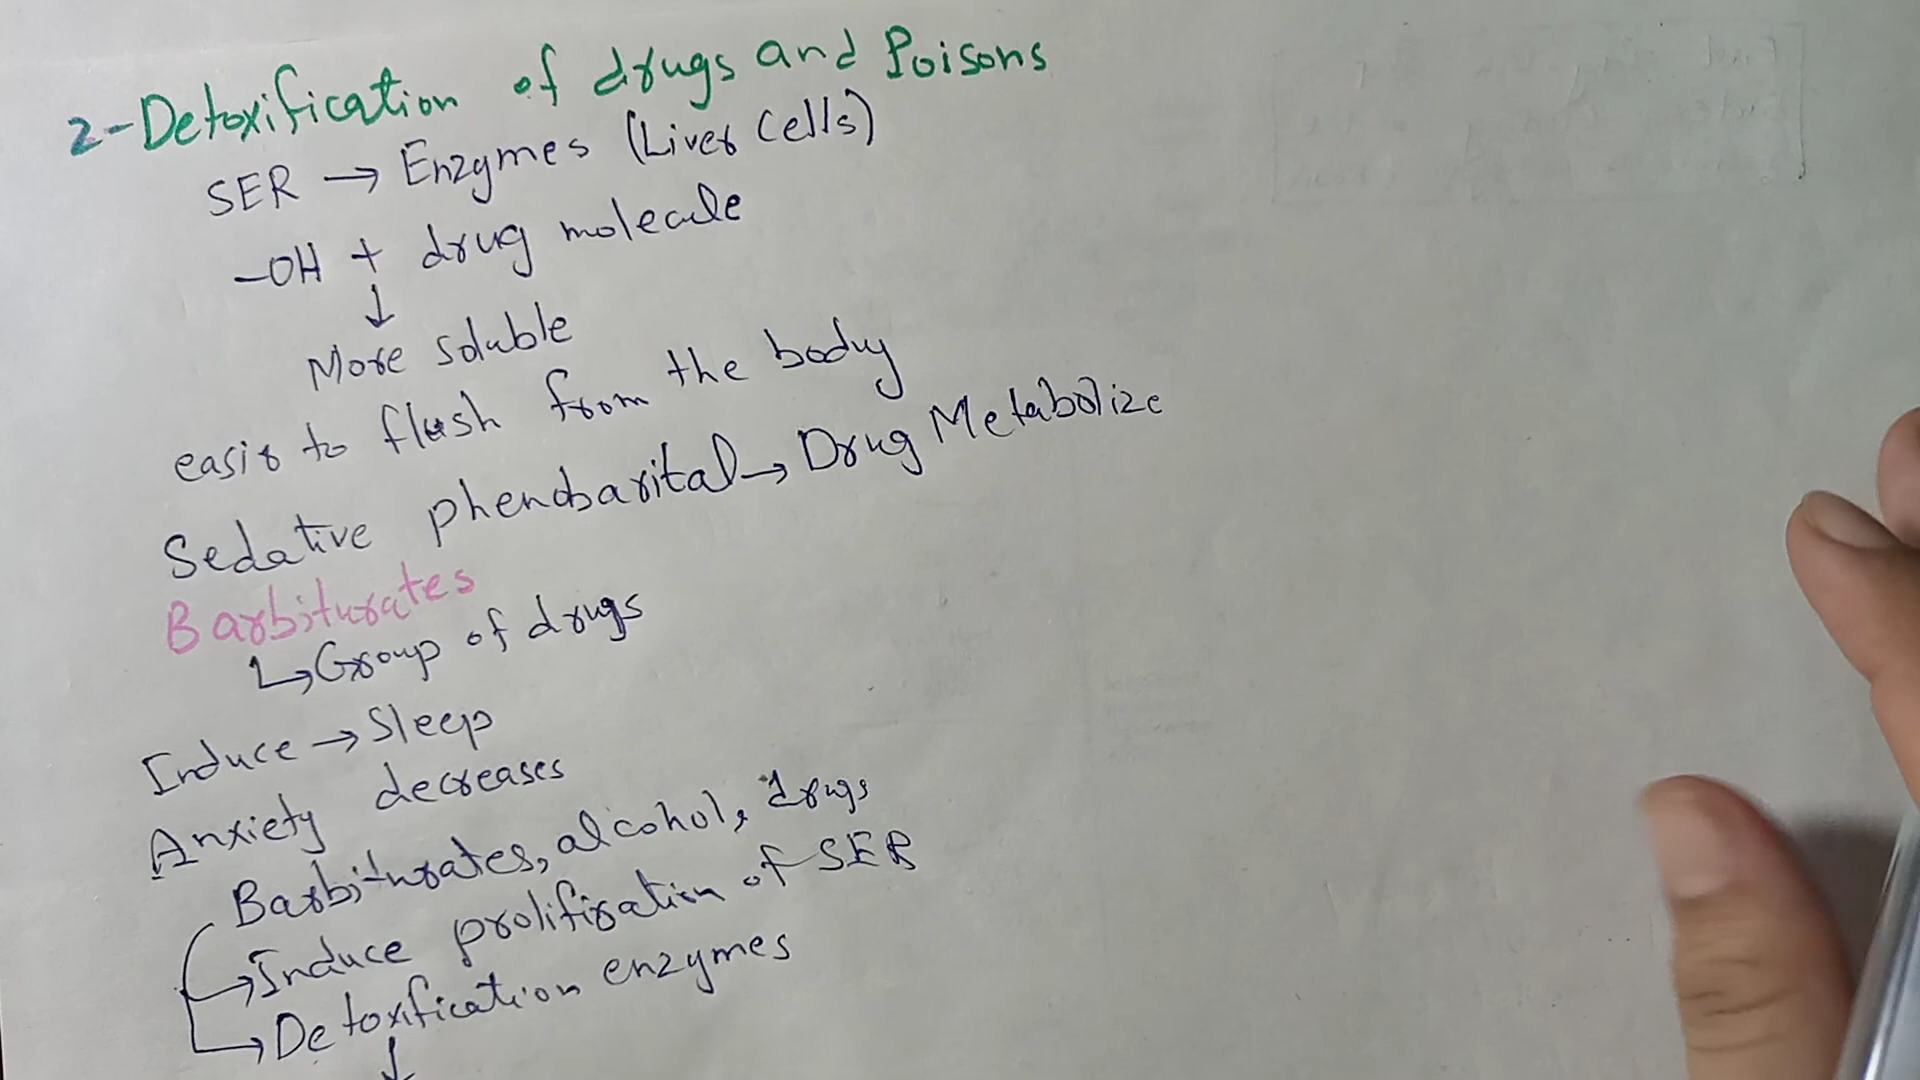 2-Detoxification of drugs and Poisons
SER → Enzymes (Liver Cells)
-OH + drug molecule
↓
More soluble
easir to flush from the body
Sedative phenobarital → Drug Metabolize
Barbiturates
↳ Group of drugs
Induce → Sleep
Anxiety decreases
Barbiturates, alcohol, drugs
→ Induce prolifiration of SER
→ Detoxification enzymes
↓